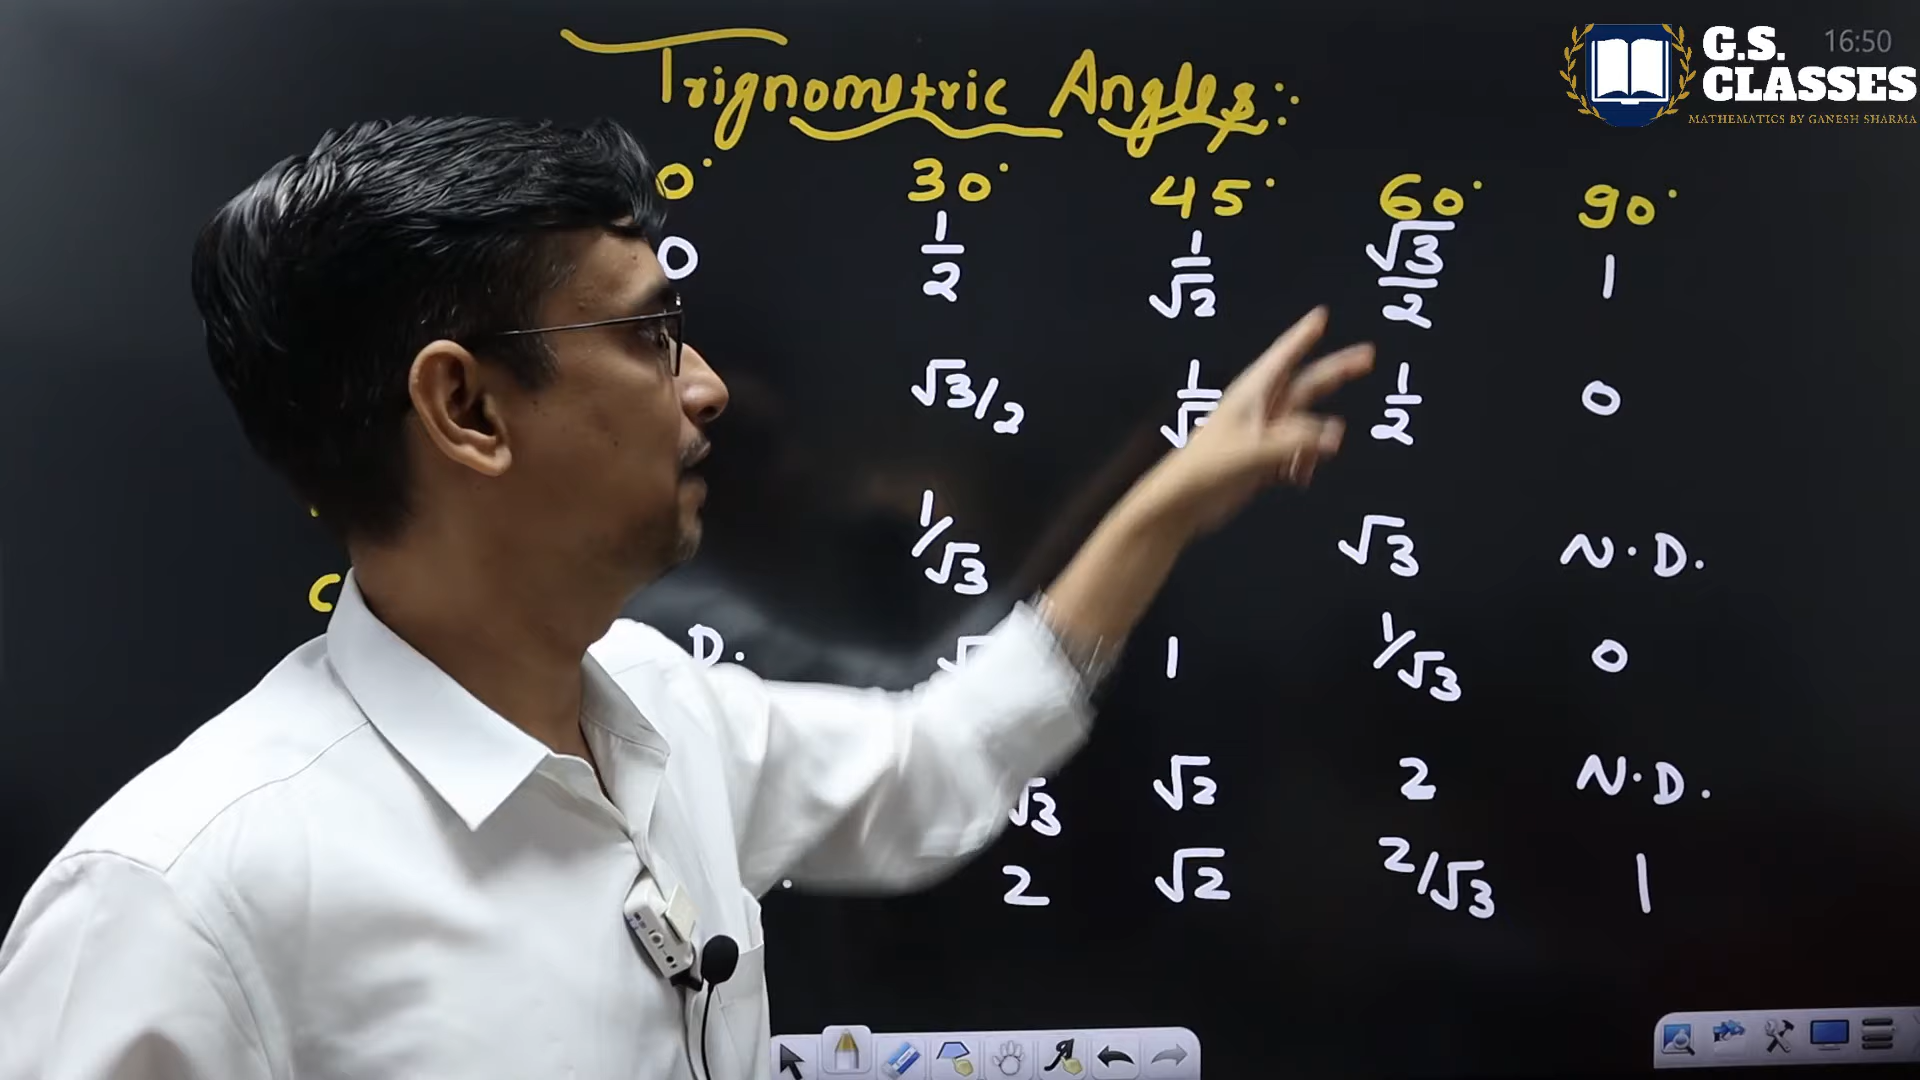 G.S.
CLASSES
MATHEMATICS BY GANESH SHARMA
16:50
Trignometric Angles:
0° 30° 45° 60° 90°
0 1/2 1/√2 √3/2 1
√3/2 1/√ 1/2 0
1/√3 √3 N.D.
C D. √ 1 1/√3 0
√3 √2 2 N.D.
2 √2 2/√3 1